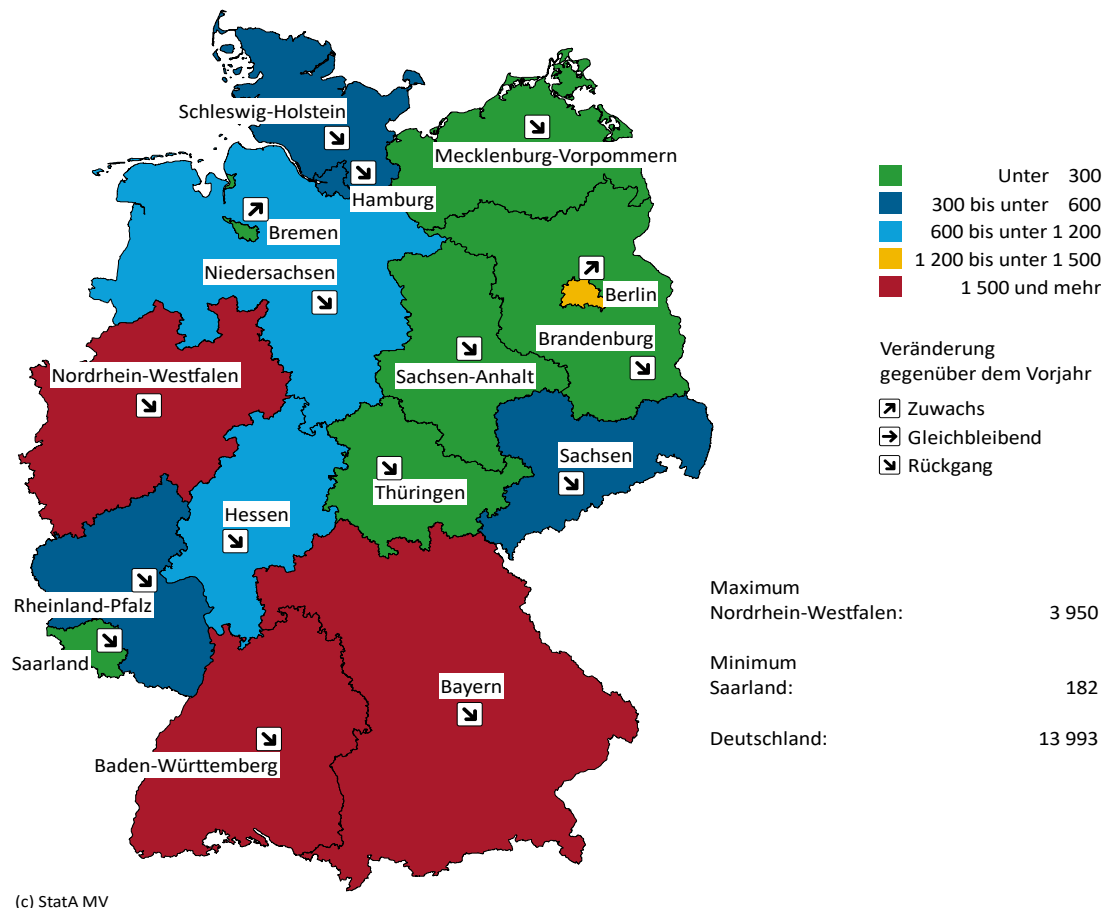 Schleswig-Holstein
Mecklenburg-Vorpommern
Hamburg
Bremen
Niedersachsen
Berlin
Brandenburg
Nordrhein-Westfalen
Sachsen-Anhalt
Sachsen
Thüringen
Hessen
Rheinland-Pfalz
Saarland
Bayern
Baden-Württemberg
Unter 300
300 bis unter 600
600 bis unter 1 200
1 200 bis unter 1 500
1 500 und mehr
Veränderung
gegenüber dem Vorjahr
Zuwachs
Gleichbleibend
Rückgang
Maximum
Nordrhein-Westfalen: 3 950
Minimum
Saarland: 182
Deutschland: 13 993
(c) StatA MV